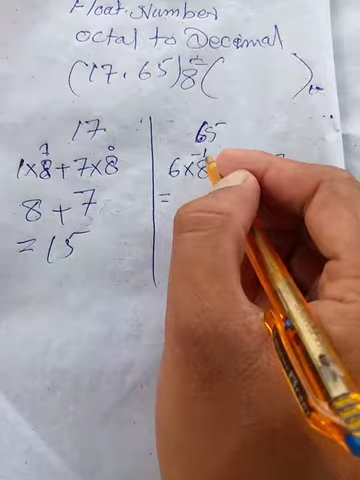 Float Number
Octal to Decimal
(17.65)8 = ( )10
17
1×8¹ + 7×8⁰
8 + 7
= 15
65
6×8⁻¹
=